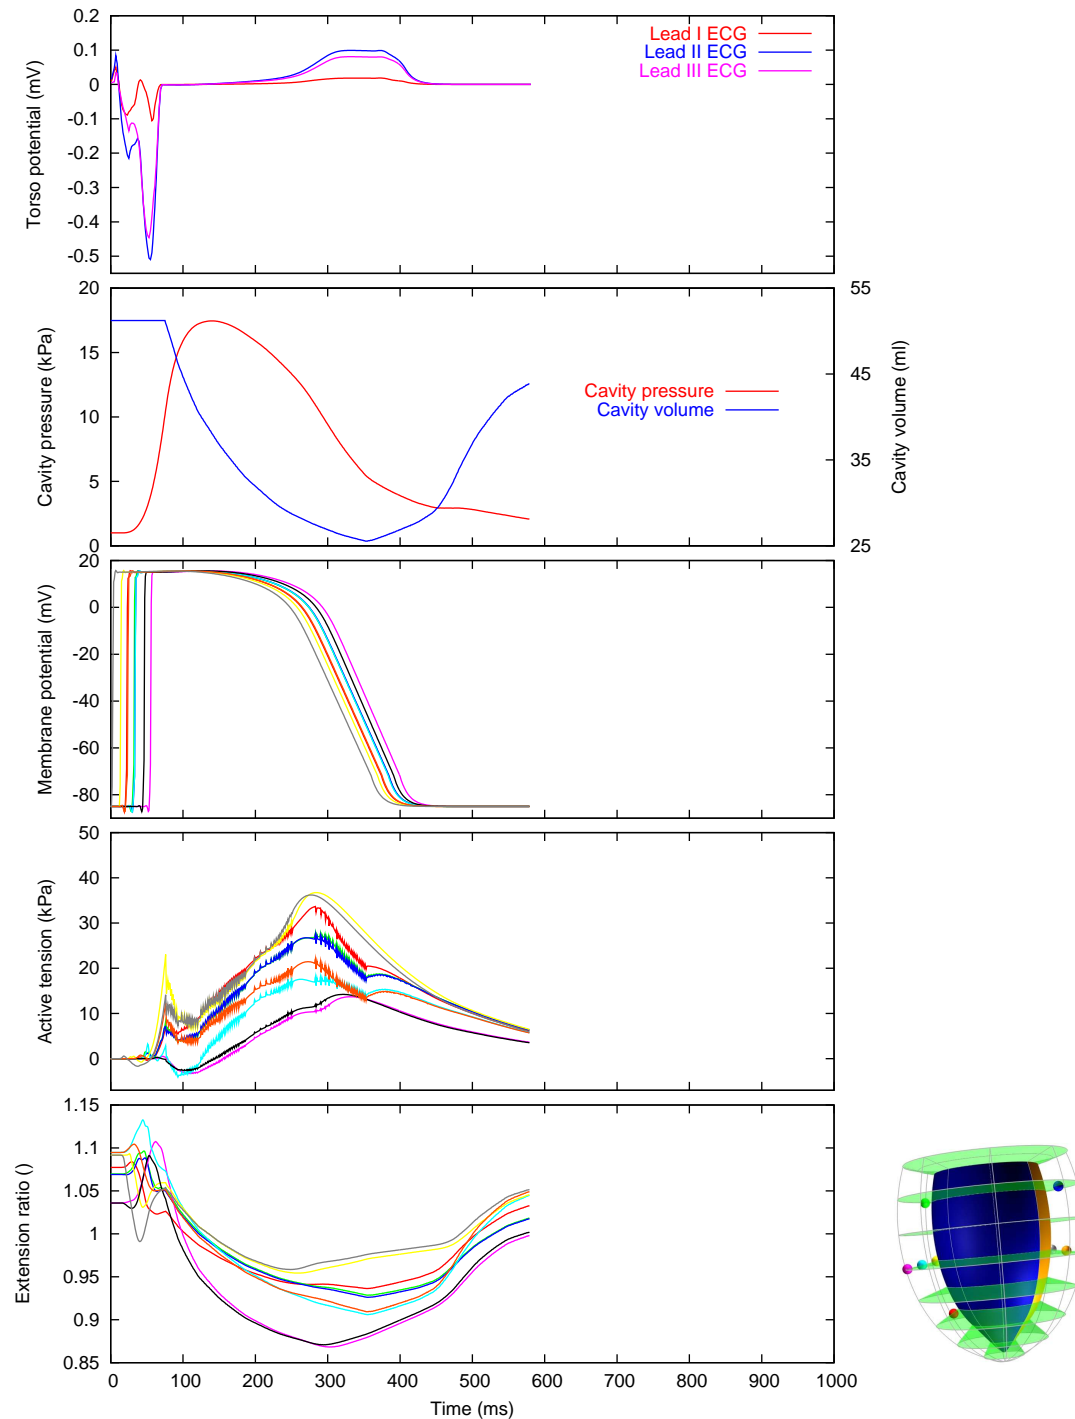 0.2
0.1
0
-0.1
-0.2
-0.3
-0.4
-0.5
Torso potential (mV)
Lead I ECG
Lead II ECG
Lead III ECG
20
15
10
5
0
Cavity pressure (kPa)
55
45
35
25
Cavity volume (ml)
Cavity pressure
Cavity volume
20
0
-20
-40
-60
-80
Membrane potential (mV)
50
40
30
20
10
0
Active tension (kPa)
1.15
1.1
1.05
1
0.95
0.9
0.85
Extension ratio ()
0 100 200 300 400 500 600 700 800 900 1000
Time (ms)